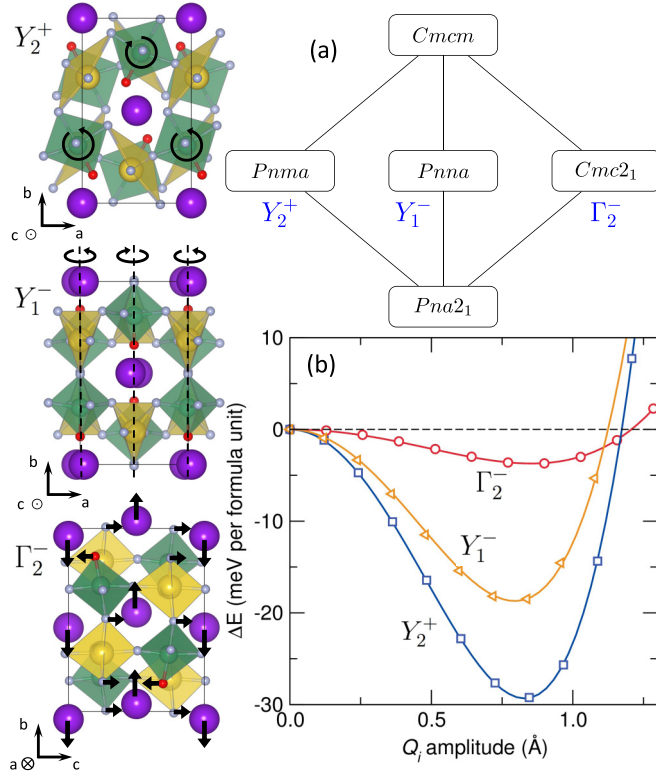 Y₂⁺
b
c ⊙ a
Y₁⁻
b
c ⊙ a
Γ₂⁻
b
a ⊗ c
(a)
Cmcm
Pnma Pnna Cmc2₁
Y₂⁺ Y₁⁻ Γ₂⁻
Pna2₁
(b)
10
0
-10
-20
-30
ΔE (meV per formula unit)
Γ₂⁻
Y₁⁻
Y₂⁺
0.0 0.5 1.0
Qᵢ amplitude (Å)